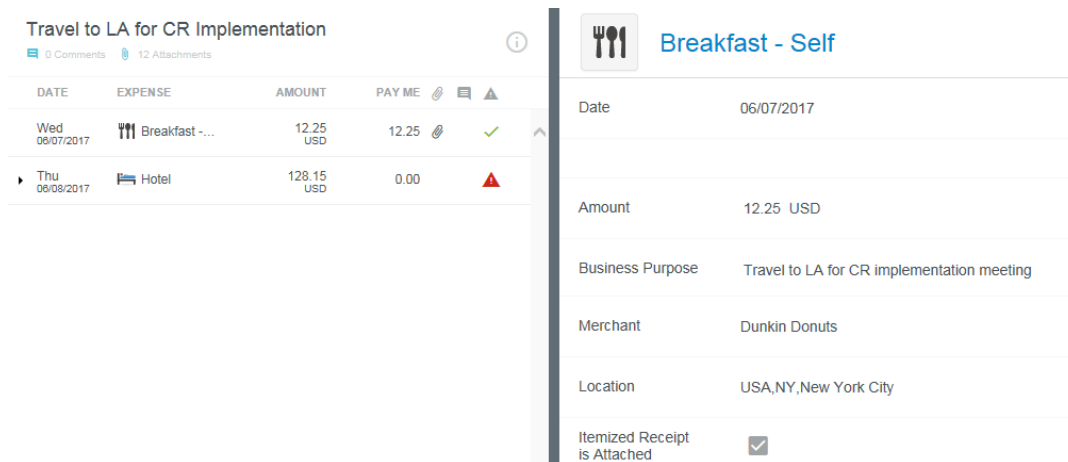 Travel to LA for CR Implementation
0 Comments 12 Attachments
DATE EXPENSE AMOUNT PAY ME
Wed
06/07/2017
Breakfast -...
12.25
USD
12.25
Thu
06/08/2017
Hotel
128.15
USD
0.00
Breakfast - Self
Date 06/07/2017
Amount 12.25 USD
Business Purpose Travel to LA for CR implementation meeting
Merchant Dunkin Donuts
Location USA,NY,New York City
Itemized Receipt
is Attached